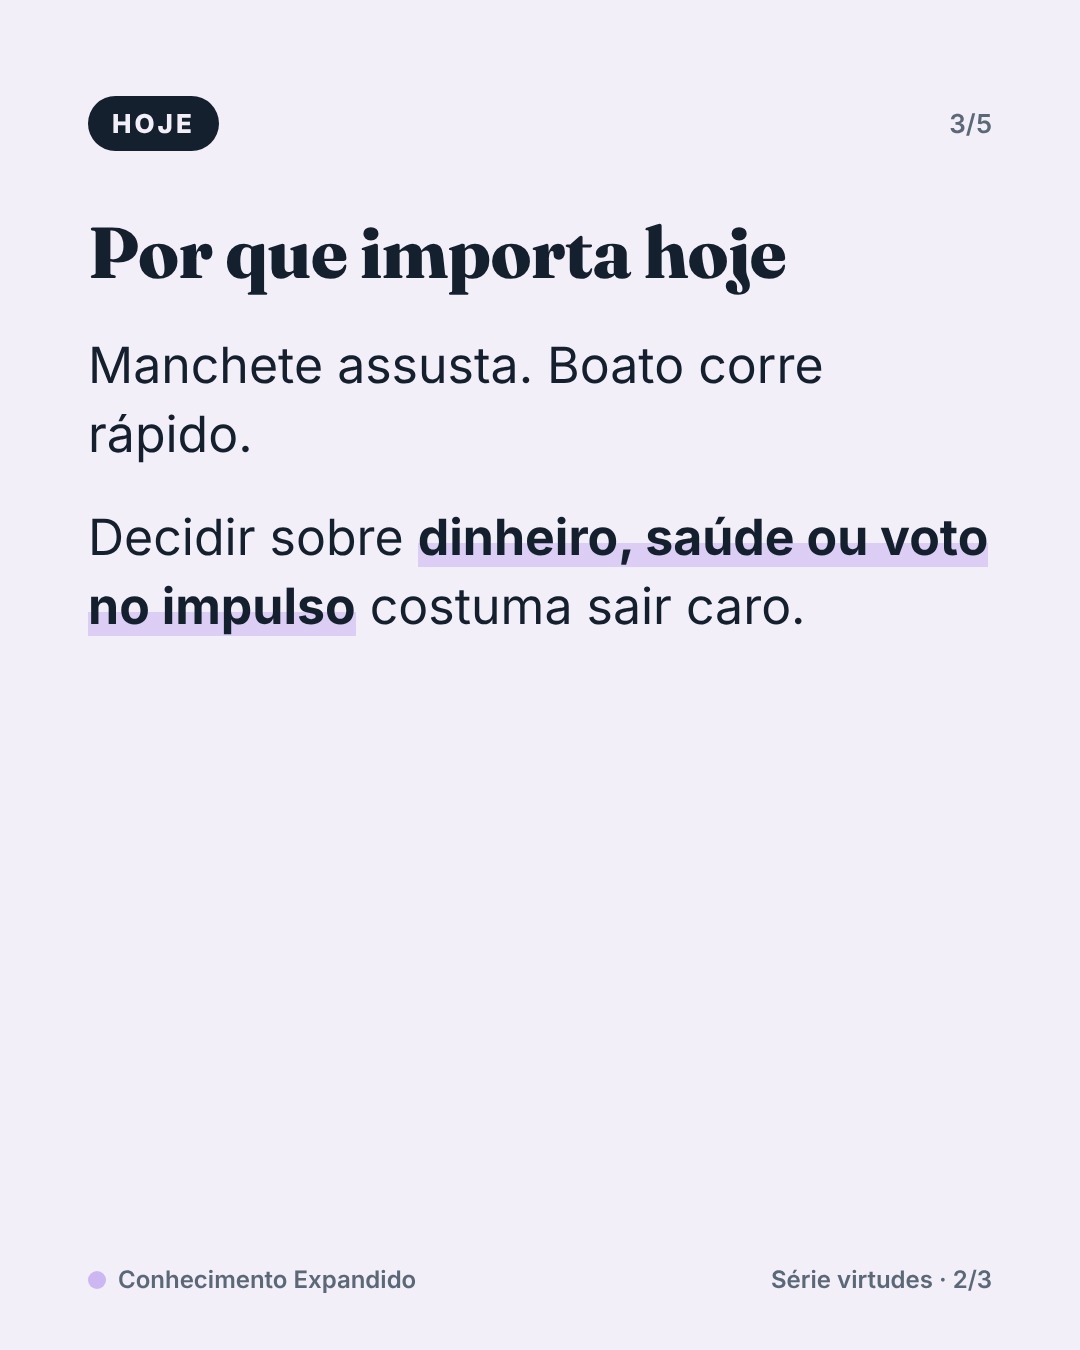 HOJE
3/5
Por que importa hoje
Manchete assusta. Boato corre
rápido.
Decidir sobre dinheiro, saúde ou voto
no impulso costuma sair caro.
Conhecimento Expandido
Série virtudes · 2/3